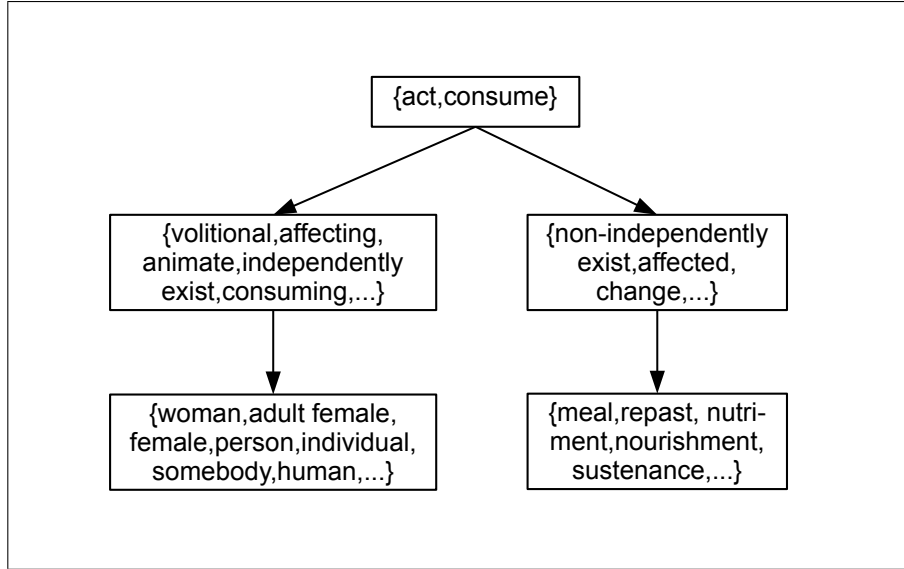 {act,consume}
{volitional,affecting,
animate,independently
exist,consuming,...}
{non-independently
exist,affected,
change,...}
{woman,adult female,
female,person,individual,
somebody,human,...}
{meal,repast, nutri-
ment,nourishment,
sustenance,...}